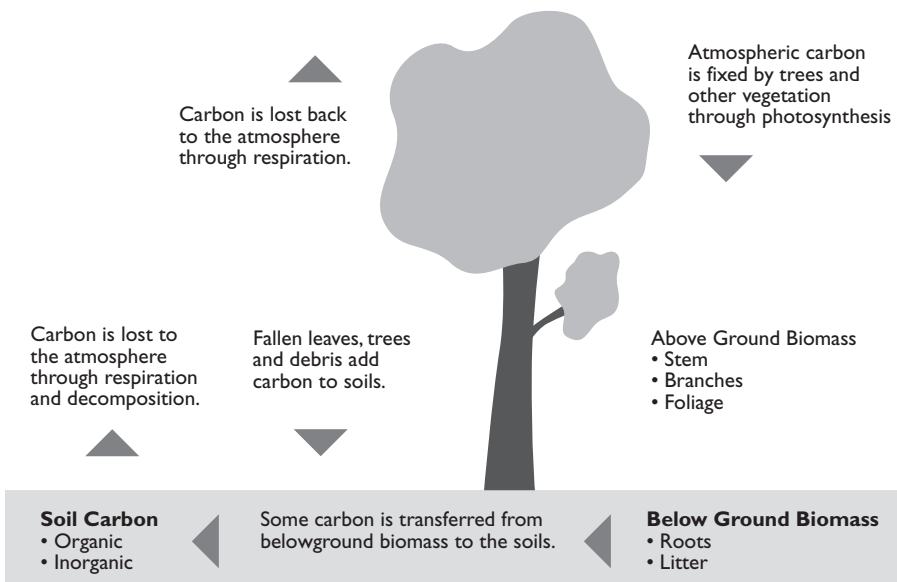 Carbon is lost back
to the atmosphere
through respiration.
Atmospheric carbon
is fixed by trees and
other vegetation
through photosynthesis
Carbon is lost to
the atmosphere
through respiration
and decomposition.
Fallen leaves, trees
and debris add
carbon to soils.
Above Ground Biomass
• Stem
• Branches
• Foliage
Soil Carbon
• Organic
• Inorganic
Some carbon is transferred from
belowground biomass to the soils.
Below Ground Biomass
• Roots
• Litter